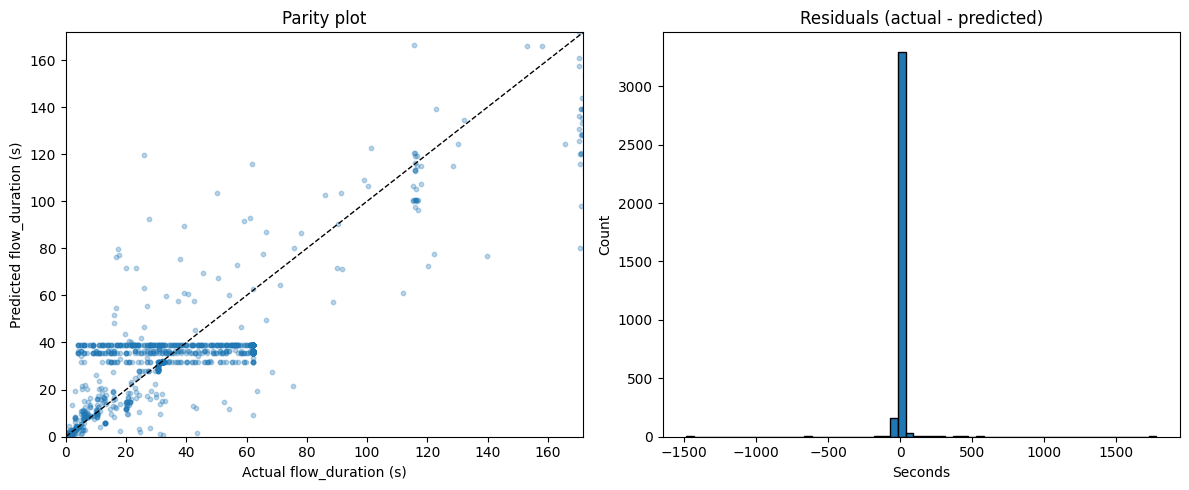 Parity plot
Residuals (actual - predicted)
Predicted flow_duration (s)
160
140
120
100
80
60
40
20
0
0 20 40 60 80 100 120 140 160
Actual flow_duration (s)
Count
3000
2500
2000
1500
1000
500
0
−1500 −1000 −500 0 500 1000 1500
Seconds